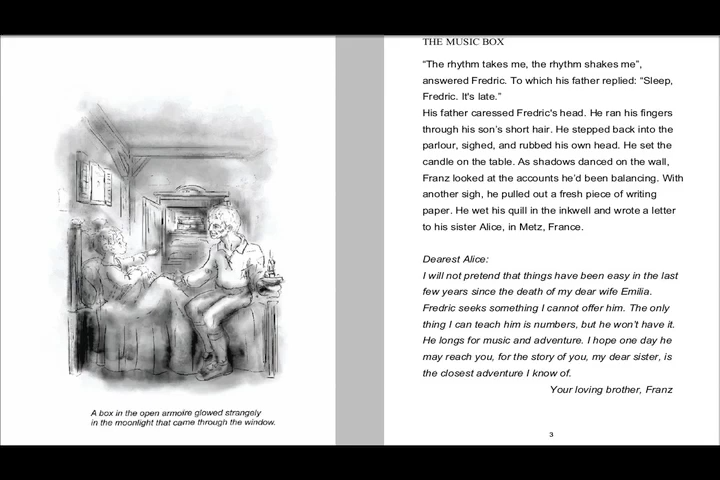 A box in the open armoire glowed strangely
in the moonlight that came through the window.
THE MUSIC BOX
“The rhythm takes me, the rhythm shakes me”,
answered Fredric. To which his father replied: “Sleep,
Fredric. It's late.”
His father caressed Fredric's head. He ran his fingers
through his son’s short hair. He stepped back into the
parlour, sighed, and rubbed his own head. He set the
candle on the table. As shadows danced on the wall,
Franz looked at the accounts he’d been balancing. With
another sigh, he pulled out a fresh piece of writing
paper. He wet his quill in the inkwell and wrote a letter
to his sister Alice, in Metz, France.
Dearest Alice:
I will not pretend that things have been easy in the last
few years since the death of my dear wife Emilia.
Fredric seeks something I cannot offer him. The only
thing I can teach him is numbers, but he won’t have it.
He longs for music and adventure. I hope one day he
may reach you, for the story of you, my dear sister, is
the closest adventure I know of.
Your loving brother, Franz
3